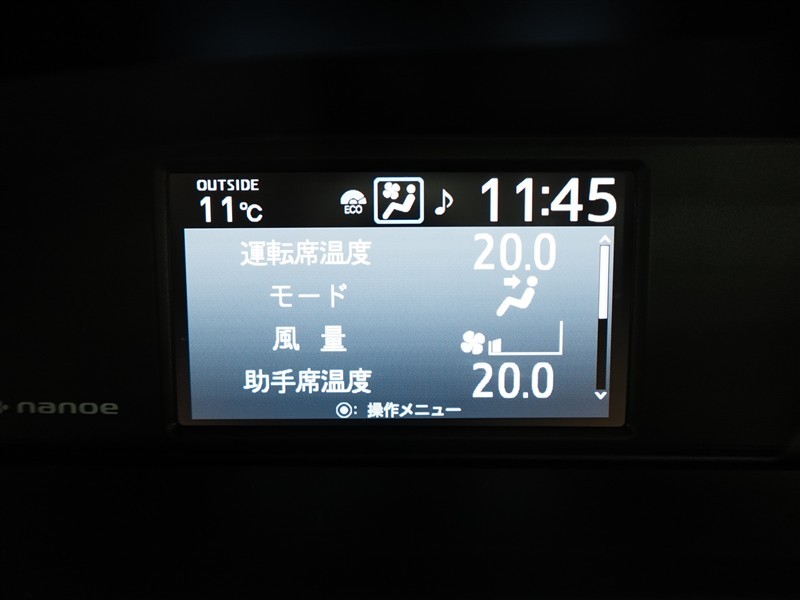 OUTSIDE
11℃
ECO
11:45
運転席温度 20.0
モード
風 量
助手席温度 20.0
◉: 操作メニュー
nanoe